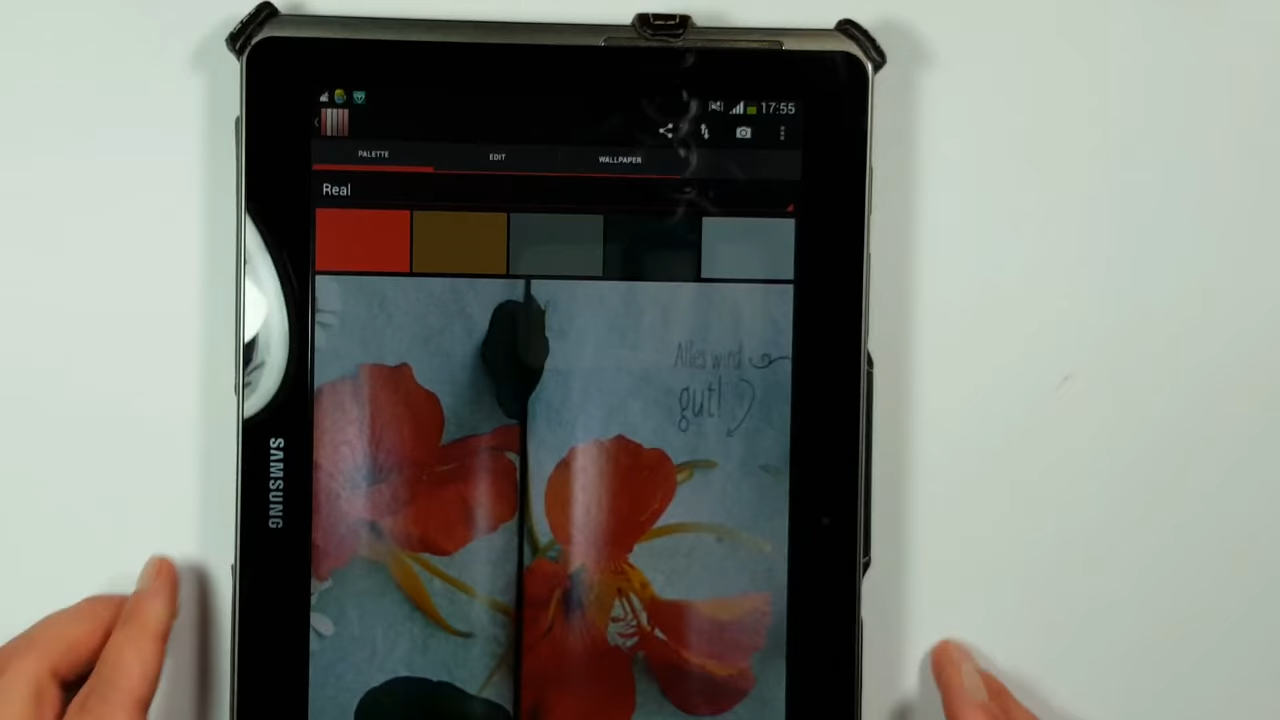 17:55
PALETTE
EDIT
WALLPAPER
Real
Alles wird
gut!
SAMSUNG